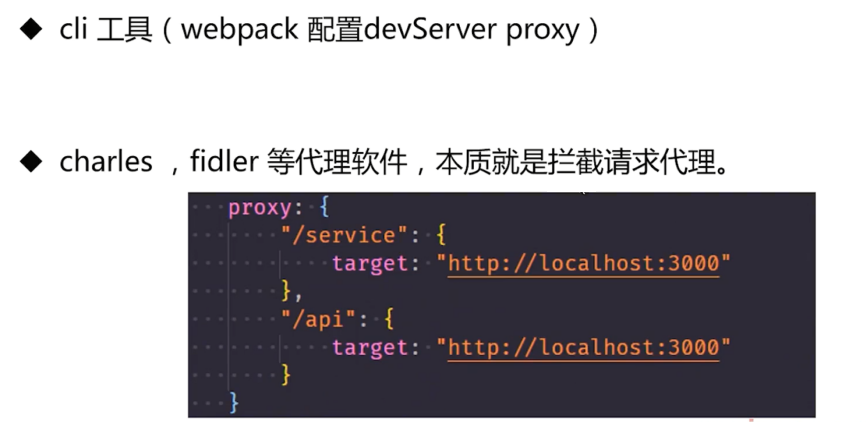 ◆ cli 工具（webpack 配置devServer proxy）
◆ charles ，fidler 等代理软件，本质就是拦截请求代理。
proxy: {
"/service": {
target: "http://localhost:3000"
},
"/api": {
target: "http://localhost:3000"
}
}